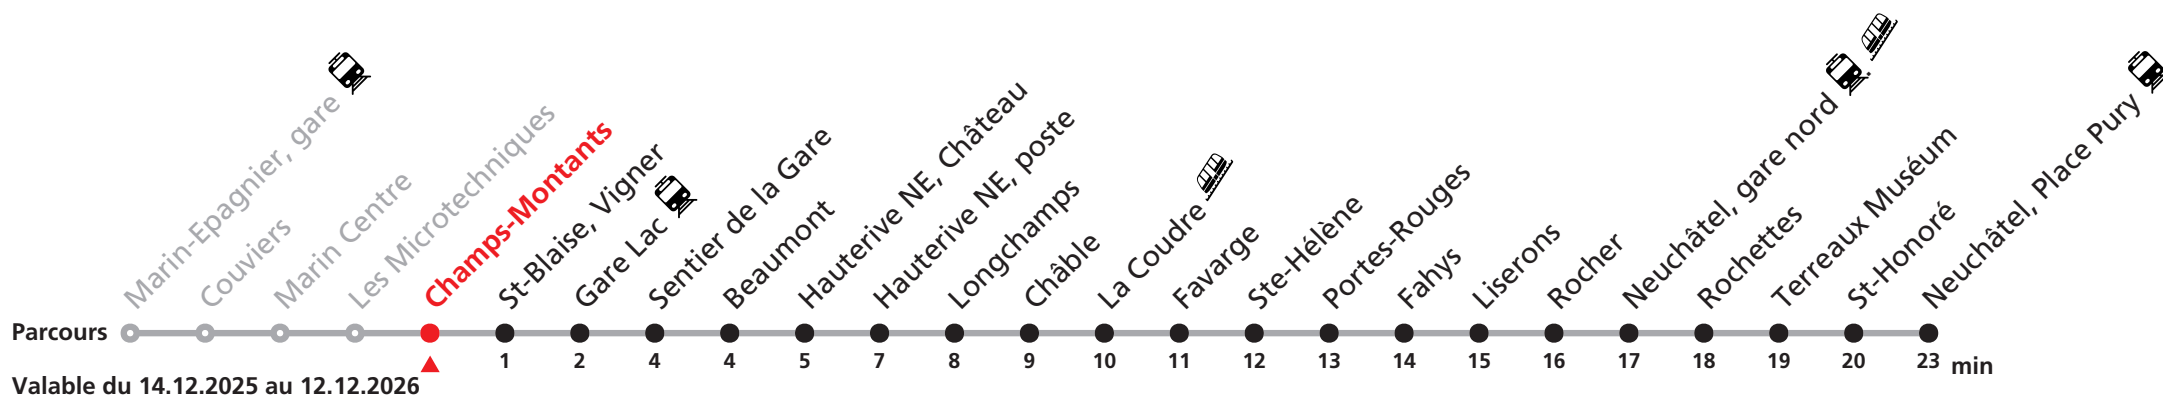 Marin-Epagnier, gare
Couviers
Marin Centre
Les Microtechniques
Champs-Montants
St-Blaise, Vigner
Gare Lac
Sentier de la Gare
Beaumont
Hauterive NE, Château
Hauterive NE, poste
Longchamps
Châble
La Coudre
Favarge
Ste-Hélène
Portes-Rouges
Fahys
Liserons
Rocher
Neuchâtel, gare nord
Rochettes
Terreaux Muséum
St-Honoré
Neuchâtel, Place Pury
Parcours
1 2 4 4 5 7 8 9 10 11 12 13 14 15 16 17 18 19 20 23 min
Valable du 14.12.2025 au 12.12.2026